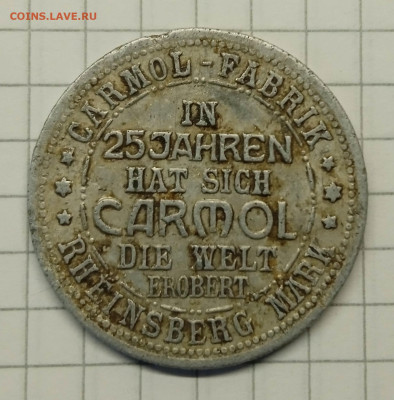 COINS.LAVE.RU
CARMOL-FABRIK
IN
25 JAHREN
HAT SICH
CARMOL
DIE WELT
EROBERT
RHEINSBERG MARK